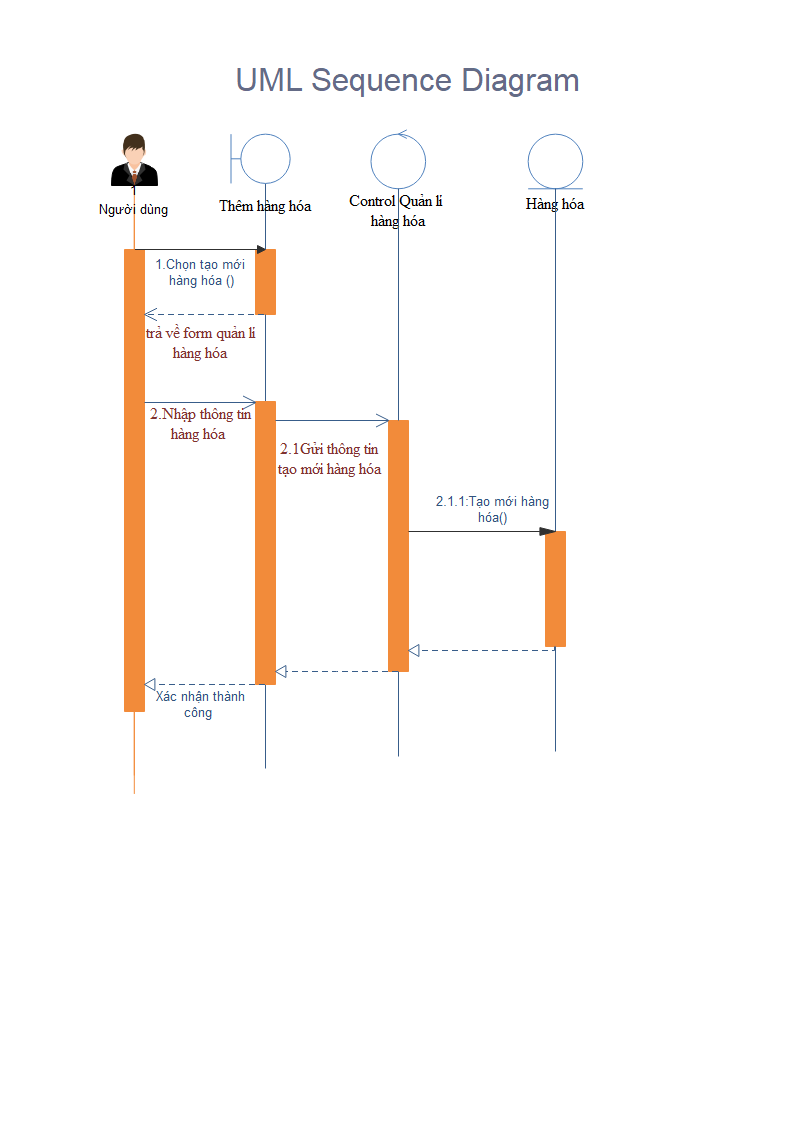 UML Sequence Diagram
Người dùng
Thêm hàng hóa
Control Quản lí
hàng hóa
Hàng hóa
1.Chọn tạo mới
hàng hóa ()
trả về form quản lí
hàng hóa
2.Nhập thông tin
hàng hóa
2.1Gửi thông tin
tạo mới hàng hóa
2.1.1:Tạo mới hàng
hóa()
Xác nhận thành
công